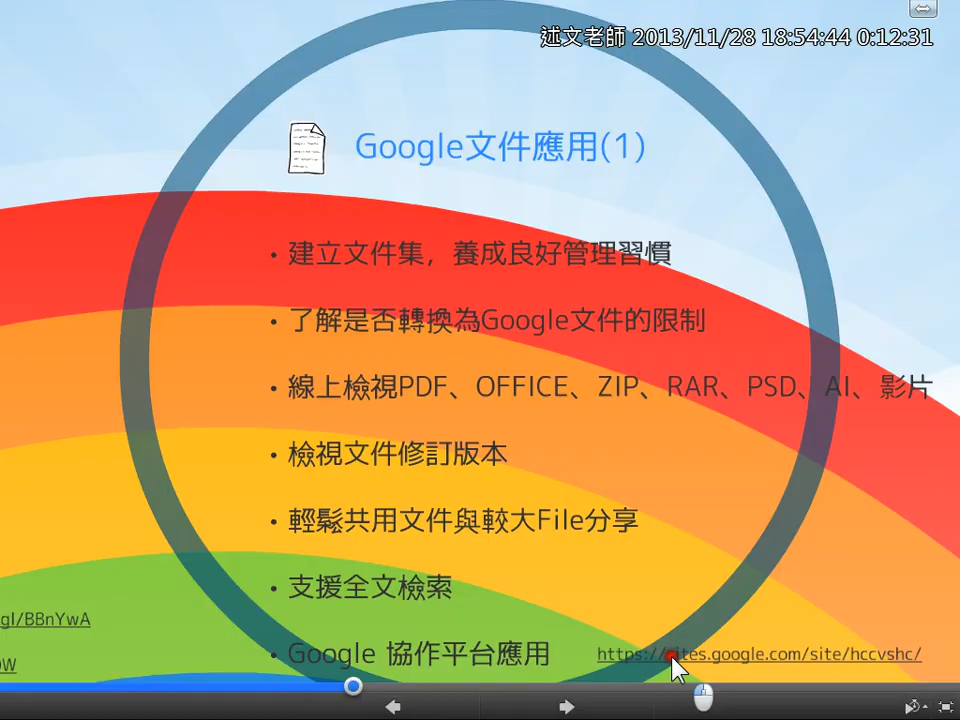 述文老師 2013/11/28 18:54:44 0:12:31
Google文件應用(1)
• 建立文件集，養成良好管理習慣
• 了解是否轉換為Google文件的限制
• 線上檢視PDF、OFFICE、ZIP、RAR、PSD、AI、影片
• 檢視文件修訂版本
• 輕鬆共用文件與較大File分享
• 支援全文檢索
gl/BBnYwA
• Google 協作平台應用
https://sites.google.com/site/hccvshc/
0W